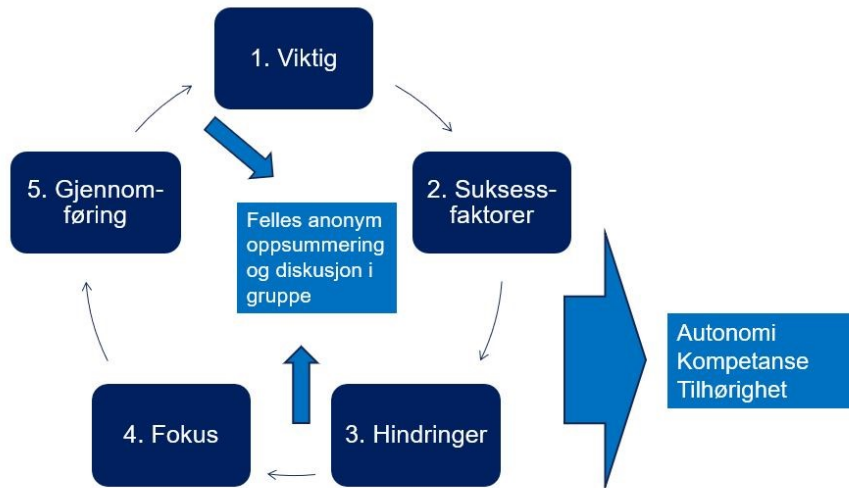 1. Viktig
2. Suksess-
faktorer
3. Hindringer
4. Fokus
5. Gjennom-
føring
Felles anonym
oppsummering
og diskusjon i
gruppe
Autonomi
Kompetanse
Tilhørighet